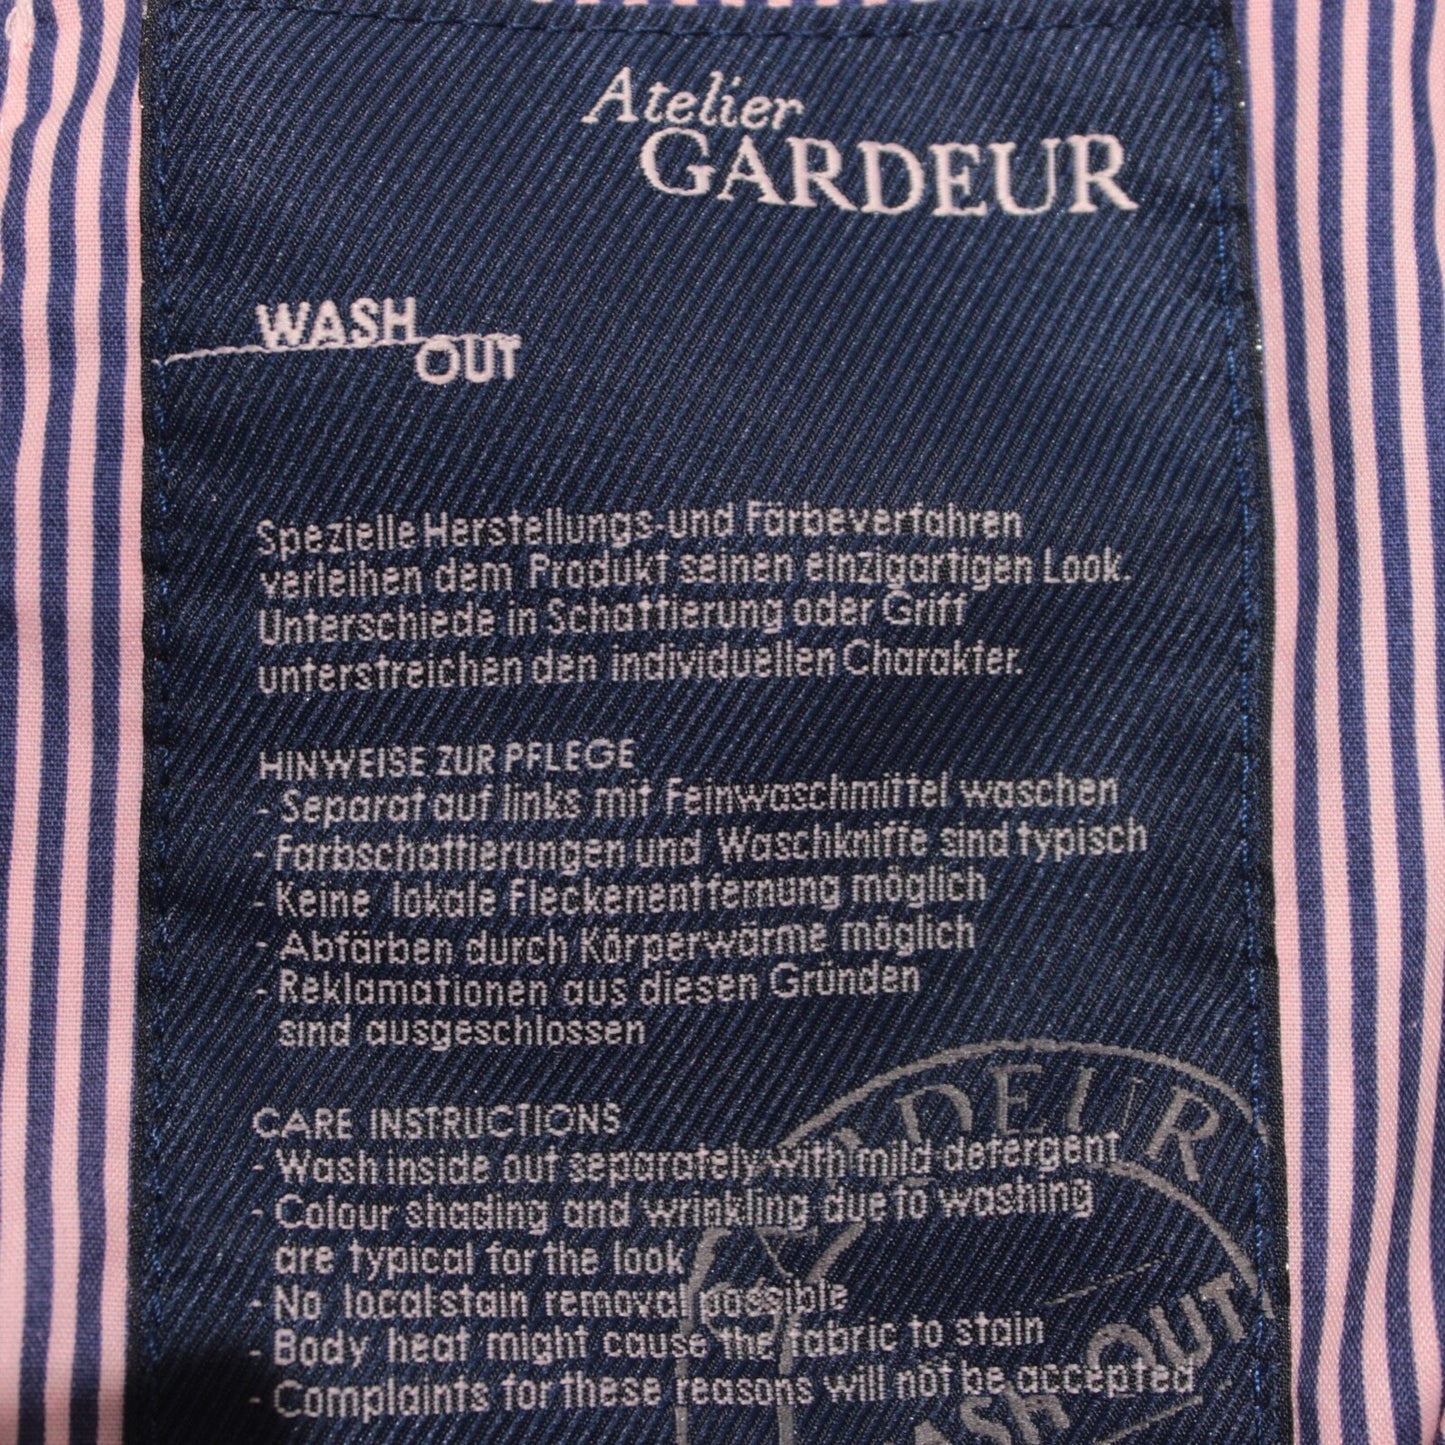 Atelier
GARDEUR
WASH
OUT
Spezielle Herstellungs- und Färbeverfahren
verleihen dem Produkt seinen einzigartigen Look.
Unterschiede in Schattierung oder Griff
unterstreichen den individuellen Charakter.
HINWEISE ZUR PFLEGE
- Separat auf links mit Feinwaschmittel waschen
- Farbschattierungen und Waschkniffe sind typisch
- Keine lokale Fleckenentfernung möglich
- Abfärben durch Körperwärme möglich
- Reklamationen aus diesen Gründen
sind ausgeschlossen
CARE INSTRUCTIONS
- Wash inside out separately with mild detergent
- Colour shading and wrinkling due to washing
are typical for the look
- No local stain removal possible
- Body heat might cause the fabric to stain
- Complaints for these reasons will not be accepted
ADEUR
ASH OUT